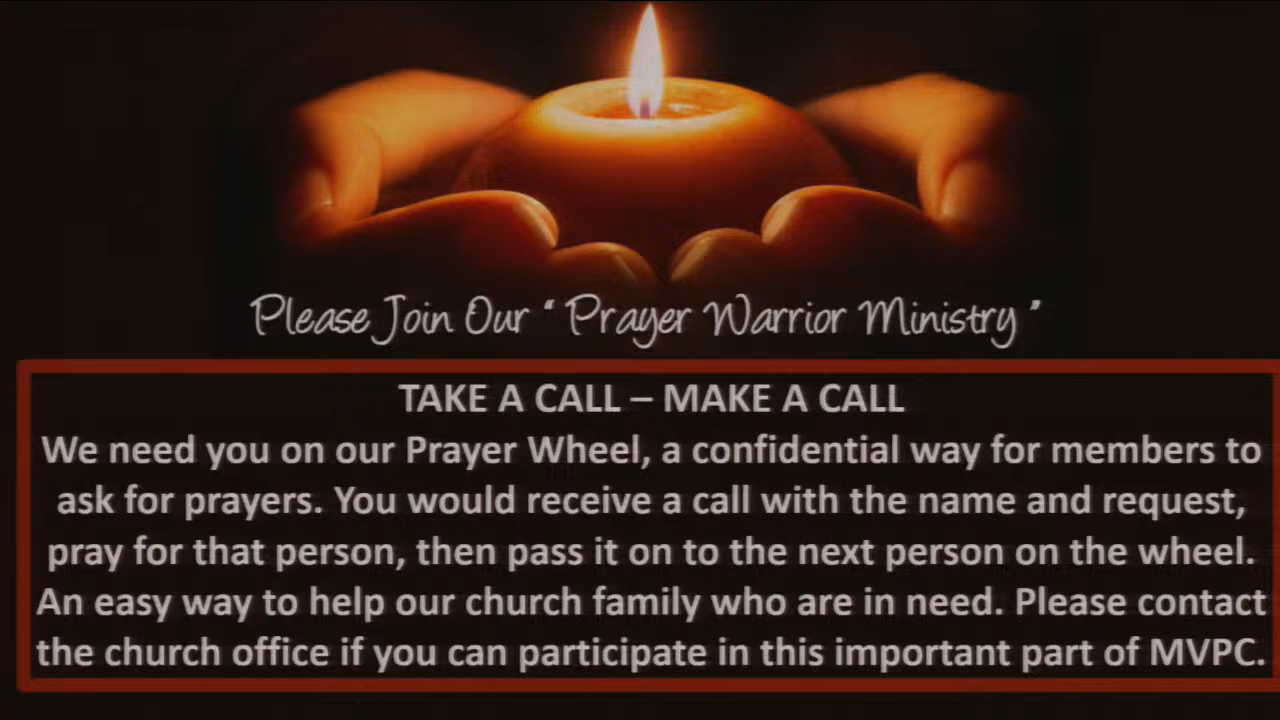 Please Join Our “ Prayer Warrior Ministry ”
TAKE A CALL – MAKE A CALL
We need you on our Prayer Wheel, a confidential way for members to
ask for prayers. You would receive a call with the name and request,
pray for that person, then pass it on to the next person on the wheel.
An easy way to help our church family who are in need. Please contact
the church office if you can participate in this important part of MVPC.